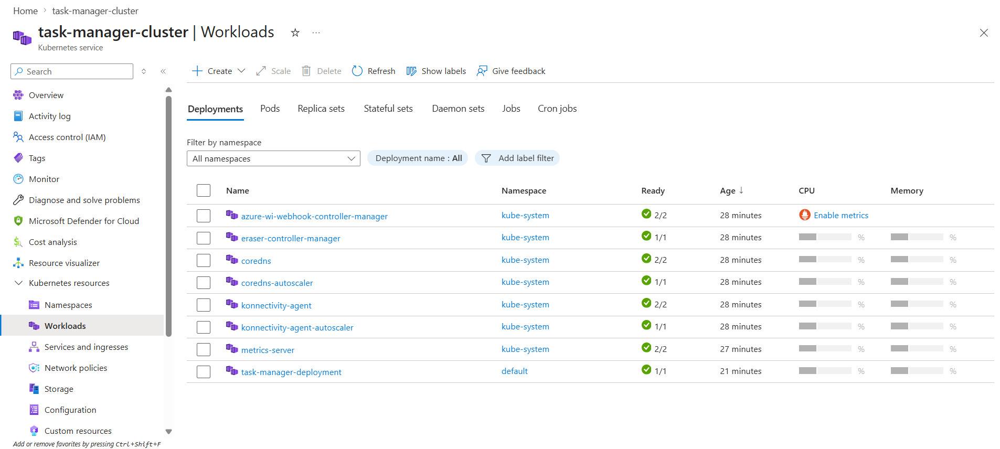 Home > task-manager-cluster
task-manager-cluster | Workloads ...
Kubernetes service
Search
Overview
Activity log
Access control (IAM)
Tags
Monitor
Diagnose and solve problems
Microsoft Defender for Cloud
Cost analysis
Resource visualizer
Kubernetes resources
Namespaces
Workloads
Services and ingresses
Network policies
Storage
Configuration
Custom resources
Add or remove favorites by pressing Ctrl+Shift+F
Create Scale Delete Refresh Show labels Give feedback
Deployments Pods Replica sets Stateful sets Daemon sets Jobs Cron jobs
Filter by namespace
All namespaces Deployment name : All Add label filter
Name Namespace Ready Age ↓ CPU Memory
azure-wi-webhook-controller-manager kube-system 2/2 28 minutes Enable metrics
eraser-controller-manager kube-system 1/1 28 minutes % %
coredns kube-system 2/2 28 minutes % %
coredns-autoscaler kube-system 1/1 28 minutes % %
konnectivity-agent kube-system 2/2 28 minutes % %
konnectivity-agent-autoscaler kube-system 1/1 28 minutes % %
metrics-server kube-system 2/2 27 minutes % %
task-manager-deployment default 1/1 21 minutes % %